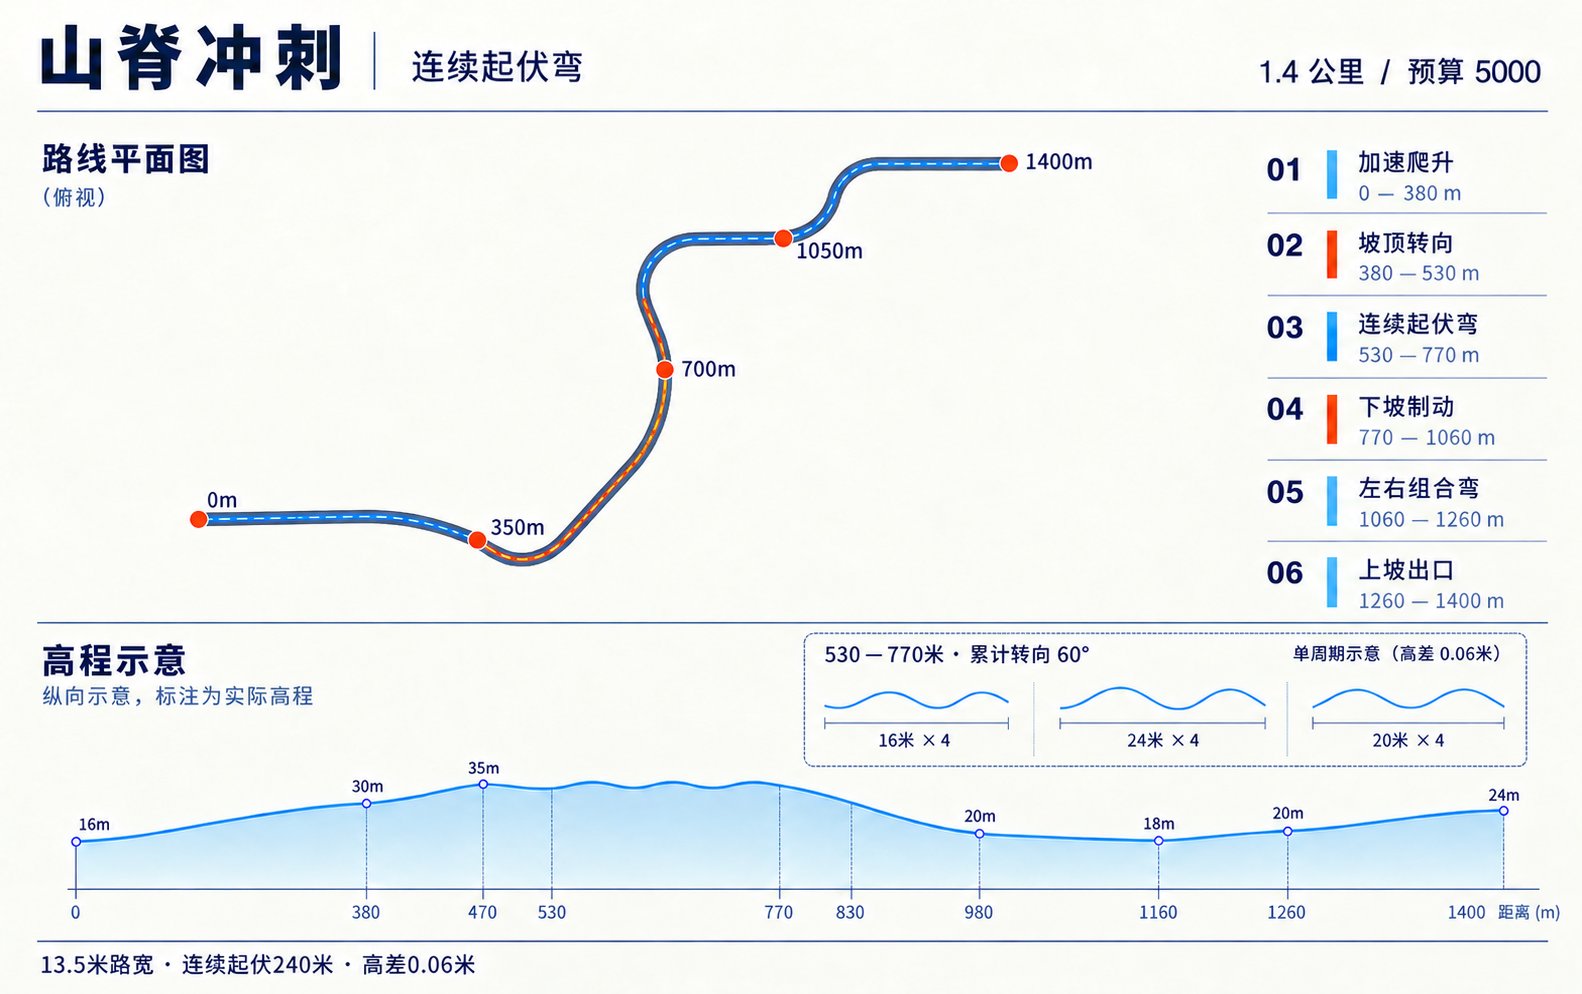 山脊冲刺
连续起伏弯
1.4 公里 / 预算 5000
路线平面图
（俯视）
0m
350m
700m
1050m
1400m
01 加速爬升
0 — 380 m
02 坡顶转向
380 — 530 m
03 连续起伏弯
530 — 770 m
04 下坡制动
770 — 1060 m
05 左右组合弯
1060 — 1260 m
06 上坡出口
1260 — 1400 m
高程示意
纵向示意，标注为实际高程
530 — 770米 · 累计转向 60°
单周期示意（高差 0.06米）
16米 × 4
24米 × 4
20米 × 4
16m
30m
35m
20m
18m
20m
24m
0 380 470 530 770 830 980 1160 1260 1400 距离 (m)
13.5米路宽 · 连续起伏240米 · 高差0.06米